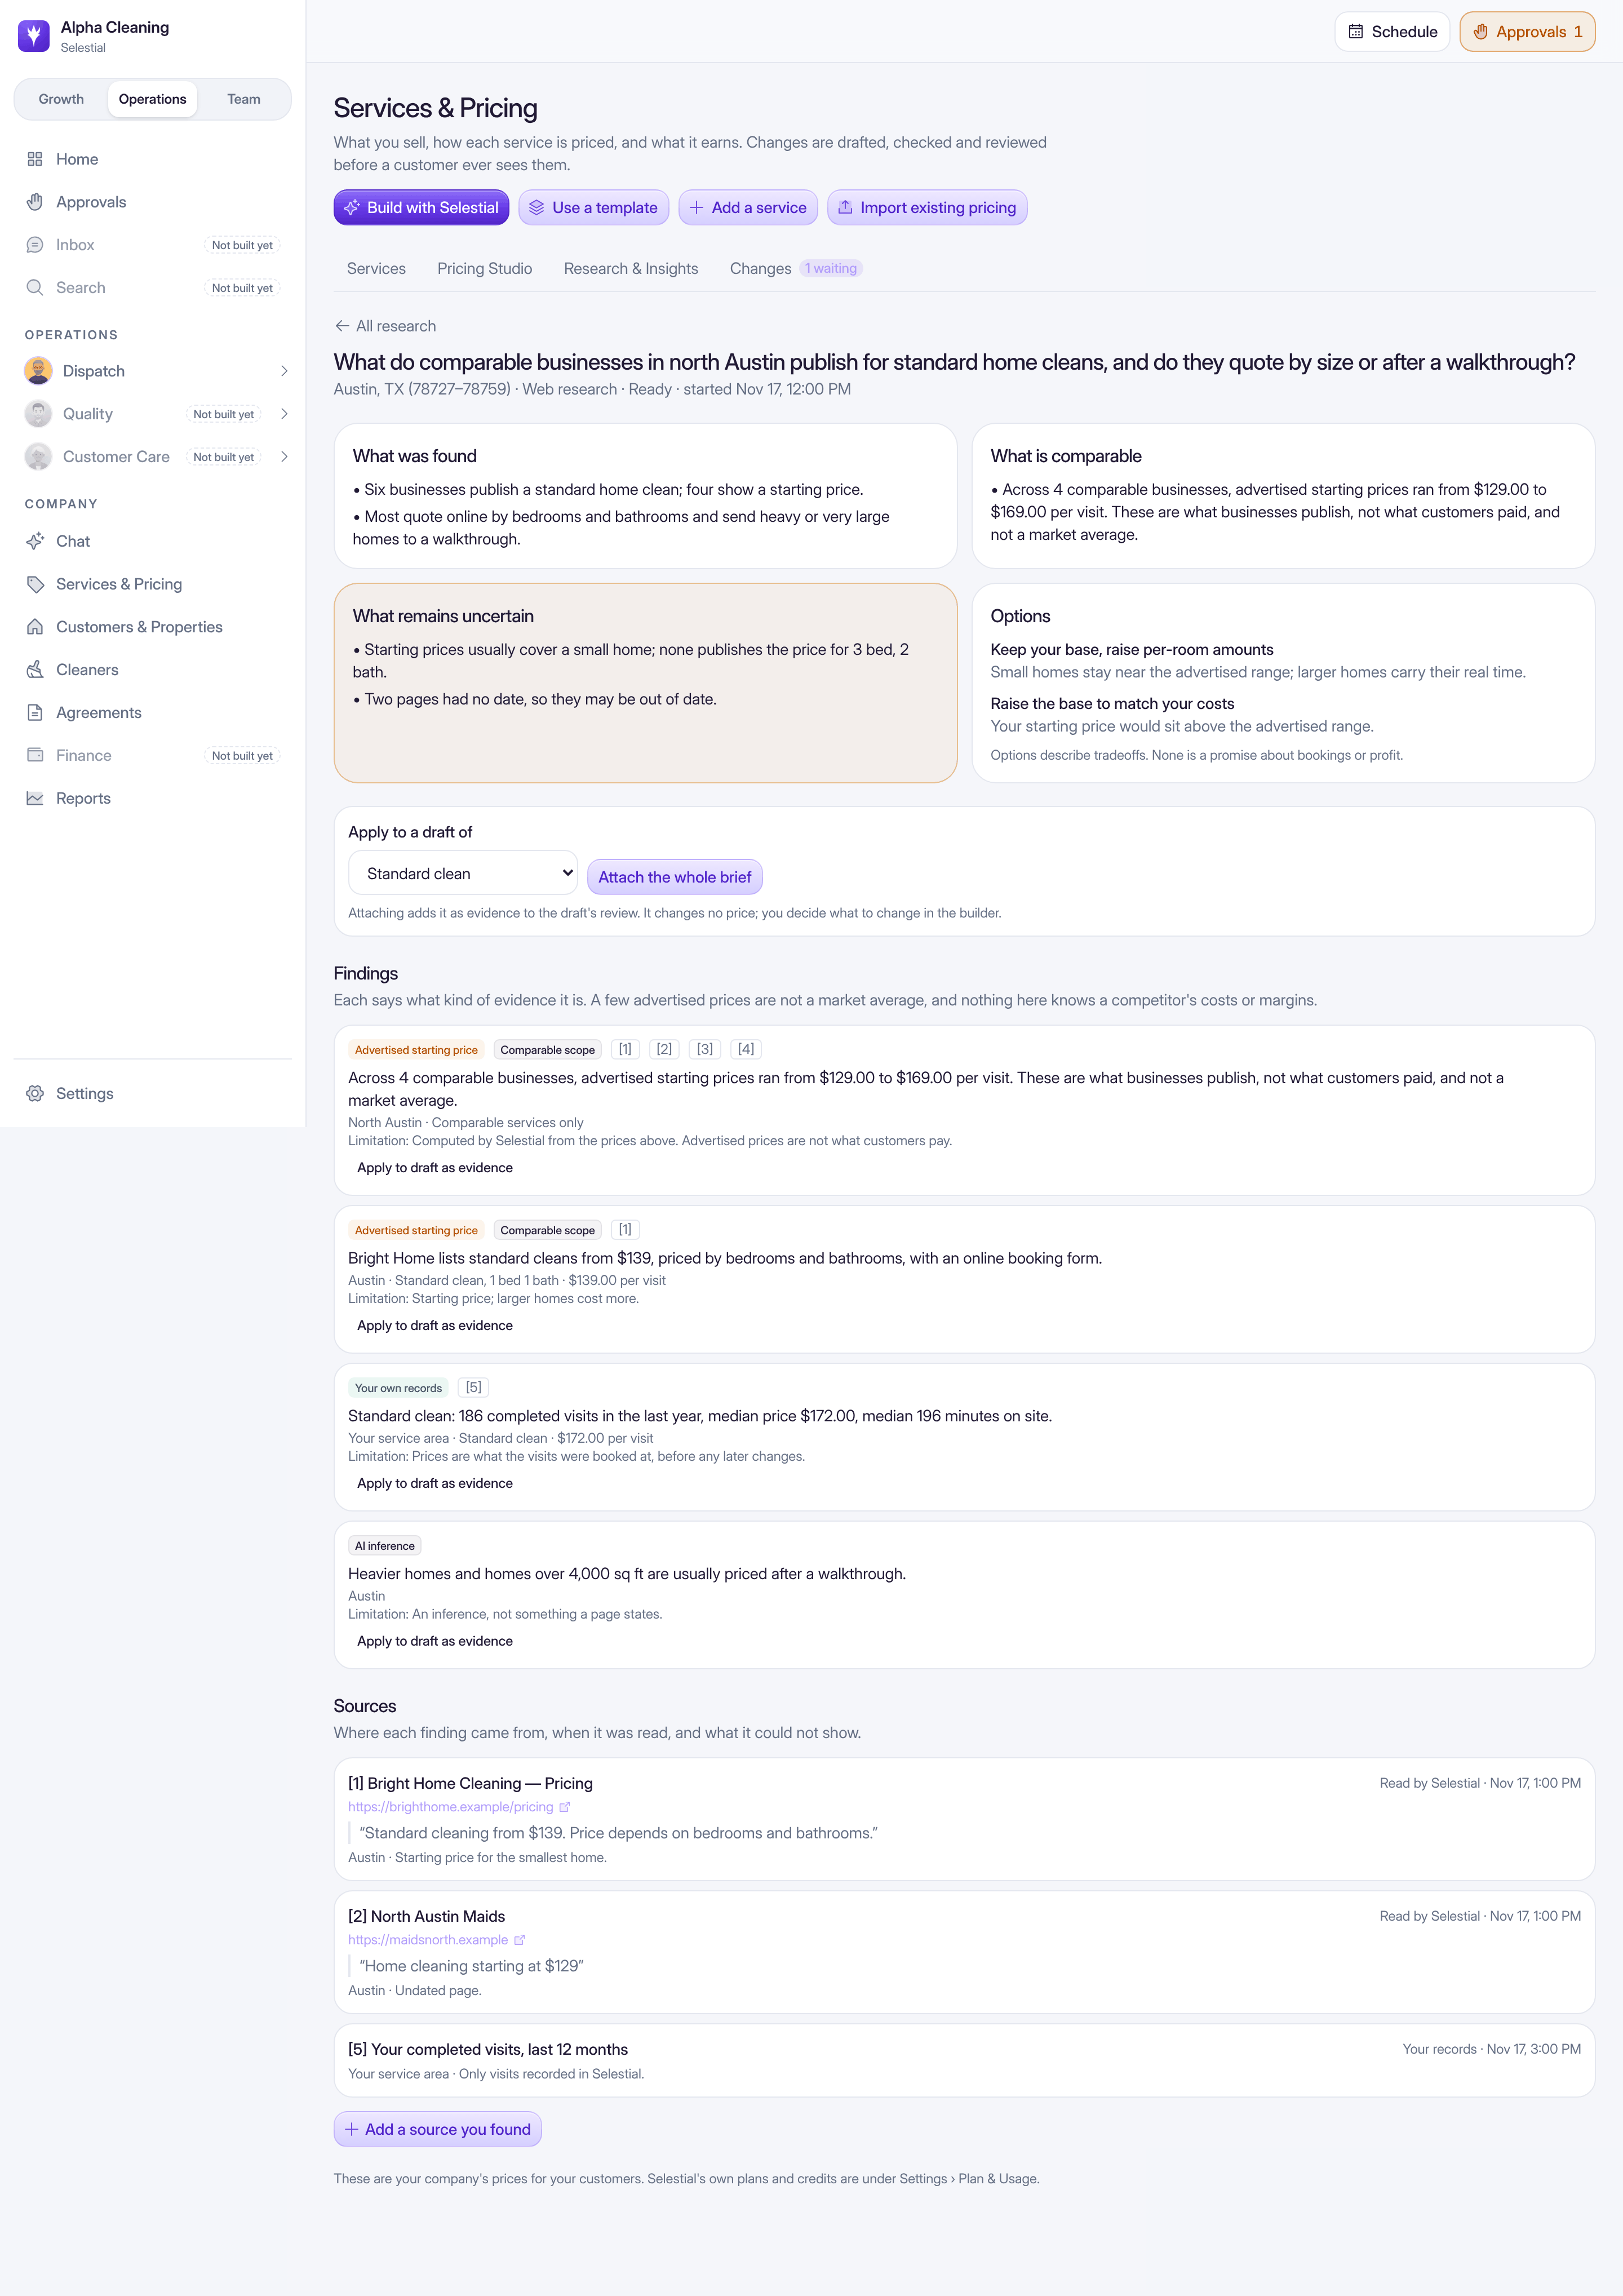 Alpha Cleaning
Selestial
Growth
Operations
Team
Home
Approvals
Inbox
Not built yet
Search
Not built yet
OPERATIONS
Dispatch
Quality
Not built yet
Customer Care
Not built yet
COMPANY
Chat
Services & Pricing
Customers & Properties
Cleaners
Agreements
Finance
Not built yet
Reports
Settings
Schedule
Approvals 1
Services & Pricing
What you sell, how each service is priced, and what it earns. Changes are drafted, checked and reviewed
before a customer ever sees them.
Build with Selestial
Use a template
Add a service
Import existing pricing
Services
Pricing Studio
Research & Insights
Changes
1 waiting
← All research
What do comparable businesses in north Austin publish for standard home cleans, and do they quote by size or after a walkthrough?
Austin, TX (78727–78759) · Web research · Ready · started Nov 17, 12:00 PM
What was found
• Six businesses publish a standard home clean; four show a starting price.
• Most quote online by bedrooms and bathrooms and send heavy or very large
homes to a walkthrough.
What is comparable
• Across 4 comparable businesses, advertised starting prices ran from $129.00 to
$169.00 per visit. These are what businesses publish, not what customers paid, and
not a market average.
What remains uncertain
• Starting prices usually cover a small home; none publishes the price for 3 bed, 2
bath.
• Two pages had no date, so they may be out of date.
Options
Keep your base, raise per-room amounts
Small homes stay near the advertised range; larger homes carry their real time.
Raise the base to match your costs
Your starting price would sit above the advertised range.
Options describe tradeoffs. None is a promise about bookings or profit.
Apply to a draft of
Standard clean
Attach the whole brief
Attaching adds it as evidence to the draft's review. It changes no price; you decide what to change in the builder.
Findings
Each says what kind of evidence it is. A few advertised prices are not a market average, and nothing here knows a competitor's costs or margins.
Advertised starting price
Comparable scope
[1]
[2]
[3]
[4]
Across 4 comparable businesses, advertised starting prices ran from $129.00 to $169.00 per visit. These are what businesses publish, not what customers paid, and not a
market average.
North Austin · Comparable services only
Limitation: Computed by Selestial from the prices above. Advertised prices are not what customers pay.
Apply to draft as evidence
Advertised starting price
Comparable scope
[1]
Bright Home lists standard cleans from $139, priced by bedrooms and bathrooms, with an online booking form.
Austin · Standard clean, 1 bed 1 bath · $139.00 per visit
Limitation: Starting price; larger homes cost more.
Apply to draft as evidence
Your own records
[5]
Standard clean: 186 completed visits in the last year, median price $172.00, median 196 minutes on site.
Your service area · Standard clean · $172.00 per visit
Limitation: Prices are what the visits were booked at, before any later changes.
Apply to draft as evidence
AI inference
Heavier homes and homes over 4,000 sq ft are usually priced after a walkthrough.
Austin
Limitation: An inference, not something a page states.
Apply to draft as evidence
Sources
Where each finding came from, when it was read, and what it could not show.
[1] Bright Home Cleaning — Pricing
Read by Selestial · Nov 17, 1:00 PM
https://brighthome.example/pricing
“Standard cleaning from $139. Price depends on bedrooms and bathrooms.”
Austin · Starting price for the smallest home.
[2] North Austin Maids
Read by Selestial · Nov 17, 1:00 PM
https://maidsnorth.example
“Home cleaning starting at $129”
Austin · Undated page.
[5] Your completed visits, last 12 months
Your records · Nov 17, 3:00 PM
Your service area · Only visits recorded in Selestial.
Add a source you found
These are your company's prices for your customers. Selestial's own plans and credits are under Settings › Plan & Usage.